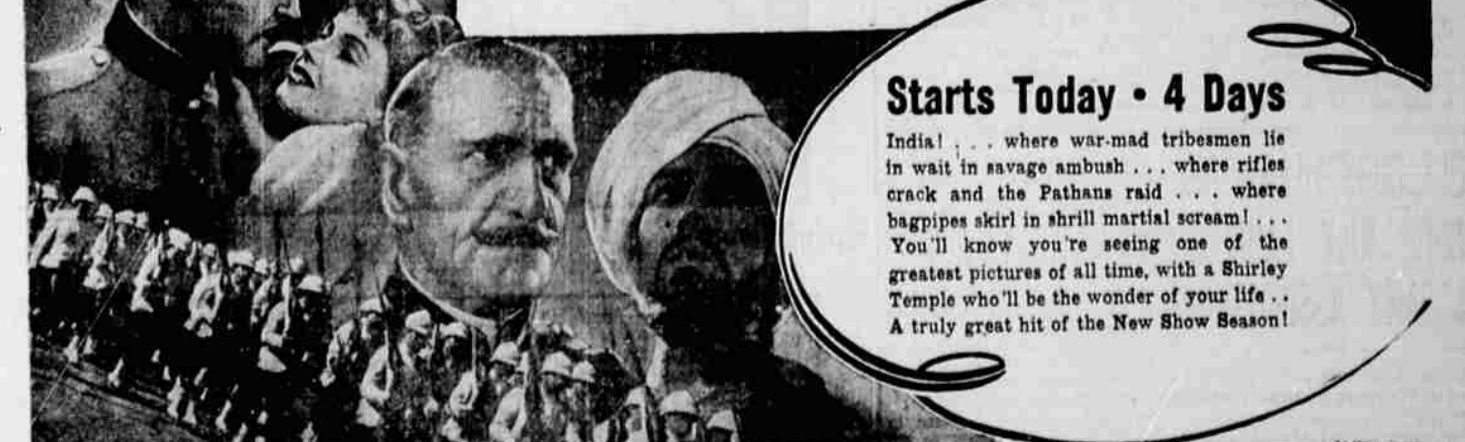 Starts Today • 4 Days
India! . . . where war-mad tribesmen lie
in wait in savage ambush . . . where rifles
crack and the Pathans raid . . . where
bagpipes skirl in shrill martial scream! . . .
You'll know you're seeing one of the
greatest pictures of all time, with a Shirley
Temple who'll be the wonder of your life . .
A truly great hit of the New Show Season!